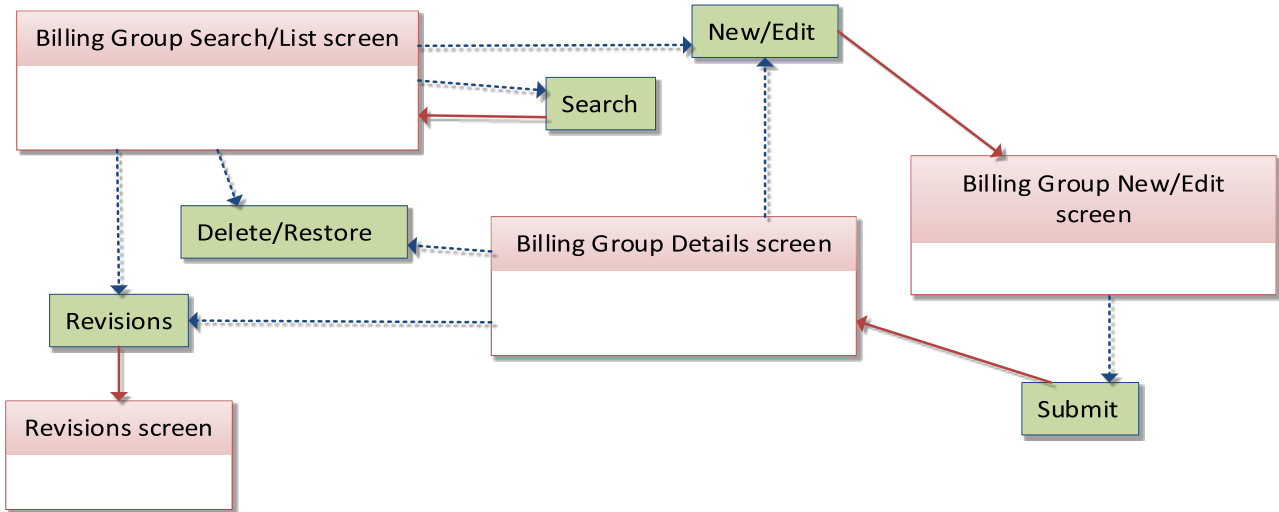 Billing Group Search/List screen
New/Edit
Search
Billing Group New/Edit
screen
Delete/Restore
Billing Group Details screen
Revisions
Submit
Revisions screen